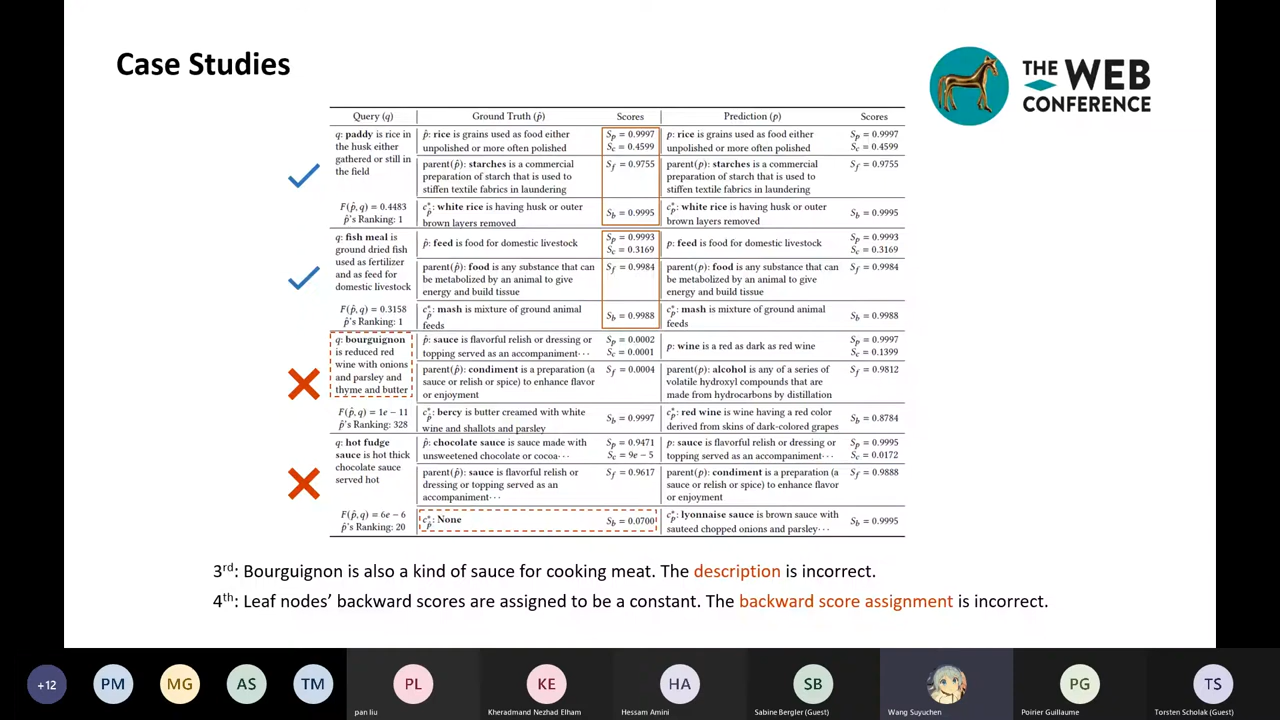 Case Studies
THE WEB
CONFERENCE
Query (q) Ground Truth (p̂) Scores Prediction (p) Scores
q: paddy is rice in
the husk either
gathered or still in
the field
F(p̂, q) = 0.4483
p̂'s Ranking: 1
p̂: rice is grains used as food either
unpolished or more often polished
Sp = 0.9997
Sc = 0.4599
p: rice is grains used as food either
unpolished or more often polished
Sp = 0.9997
Sc = 0.4599
parent(p̂): starches is a commercial
preparation of starch that is used to
stiffen textile fabrics in laundering
Sf = 0.9755
parent(p): starches is a commercial
preparation of starch that is used to
stiffen textile fabrics in laundering
Sf = 0.9755
c*p̂: white rice is having husk or outer
brown layers removed
Sb = 0.9995
c*p̂: white rice is having husk or outer
brown layers removed
Sb = 0.9995
q: fish meal is
ground dried fish
used as fertilizer
and as feed for
domestic livestock
F(p̂, q) = 0.3158
p̂'s Ranking: 1
p̂: feed is food for domestic livestock
Sp = 0.9993
Sc = 0.3169
p: feed is food for domestic livestock
Sp = 0.9993
Sc = 0.3169
parent(p̂): food is any substance that can
be metabolized by an animal to give
energy and build tissue
Sf = 0.9984
parent(p): food is any substance that can
be metabolized by an animal to give
energy and build tissue
Sf = 0.9984
c*p̂: mash is mixture of ground animal
feeds
Sb = 0.9988
c*p̂: mash is mixture of ground animal
feeds
Sb = 0.9988
q: bourguignon
is reduced red
wine with onions
and parsley and
thyme and butter
F(p̂, q) = 1e − 11
p̂'s Ranking: 328
p̂: sauce is flavorful relish or dressing or
topping served as an accompaniment···
Sp = 0.0002
Sc = 0.0001
p: wine is a red as dark as red wine
Sp = 0.9997
Sc = 0.1399
parent(p̂): condiment is a preparation (a
sauce or relish or spice) to enhance flavor
or enjoyment
Sf = 0.0004
parent(p): alcohol is any of a series of
volatile hydroxyl compounds that are
made from hydrocarbons by distillation
Sf = 0.9812
c*p̂: bercy is butter creamed with white
wine and shallots and parsley
Sb = 0.9997
c*p: red wine is wine having a red color
derived from skins of dark-colored grapes
Sb = 0.8784
q: hot fudge
sauce is hot thick
chocolate sauce
served hot
F(p̂, q) = 6e − 6
p̂'s Ranking: 20
p̂: chocolate sauce is sauce made with
unsweetened chocolate or cocoa···
Sp = 0.9471
Sc = 9e − 5
p: sauce is flavorful relish or dressing or
topping served as an accompaniment···
Sp = 0.9995
Sc = 0.0172
parent(p̂): sauce is flavorful relish or
dressing or topping served as an
accompaniment···
Sf = 0.9617
parent(p): condiment is a preparation (a
sauce or relish or spice) to enhance flavor
or enjoyment
Sf = 0.9888
c*p̂: None
Sb = 0.0700
c*p: lyonnaise sauce is brown sauce with
sauteed chopped onions and parsley···
Sb = 0.9995
3rd: Bourguignon is also a kind of sauce for cooking meat. The description is incorrect.
4th: Leaf nodes' backward scores are assigned to be a constant. The backward score assignment is incorrect.
+12 PM MG AS TM PL KE HA SB PG TS
pan liu Kheradmand Nezhad Elham Hessam Amini Sabine Bergler (Guest) Wang Suyuchen Poirier Guillaume Torsten Scholak (Guest)